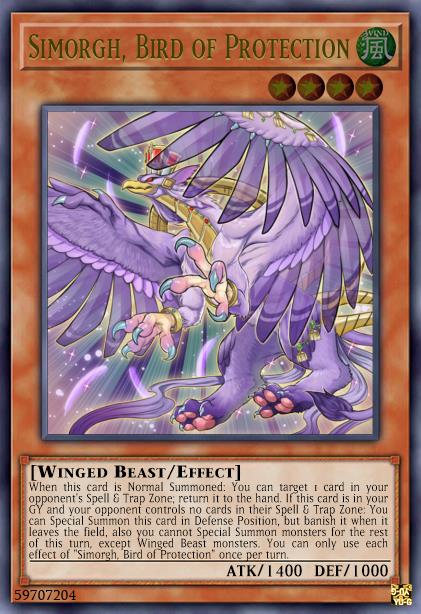 SIMORGH, BIRD OF PROTECTION
WIND
風
[WINGED BEAST/EFFECT]
When this card is Normal Summoned: You can target 1 card in your
opponent's Spell & Trap Zone; return it to the hand. If this card is in your
GY and your opponent controls no cards in their Spell & Trap Zone: You
can Special Summon this card in Defense Position, but banish it when it
leaves the field, also you cannot Special Summon monsters for the rest
of this turn, except Winged Beast monsters. You can only use each
effect of "Simorgh, Bird of Protection" once per turn.
ATK/1400 DEF/1000
59707204